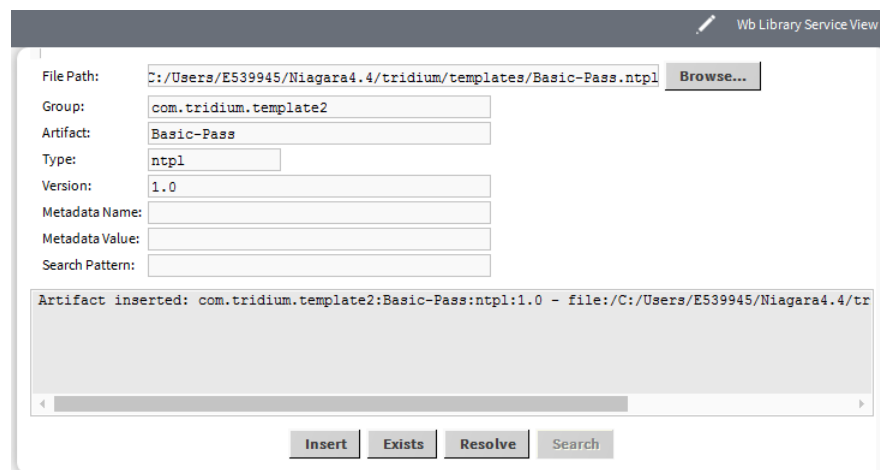 Wb Library Service View
File Path: C:/Users/E539945/Niagara4.4/tridium/templates/Basic-Pass.ntpl Browse...
Group: com.tridium.template2
Artifact: Basic-Pass
Type: ntpl
Version: 1.0
Metadata Name:
Metadata Value:
Search Pattern:
Artifact inserted: com.tridium.template2:Basic-Pass:ntpl:1.0 - file:/C:/Users/E539945/Niagara4.4/tr
Insert Exists Resolve Search